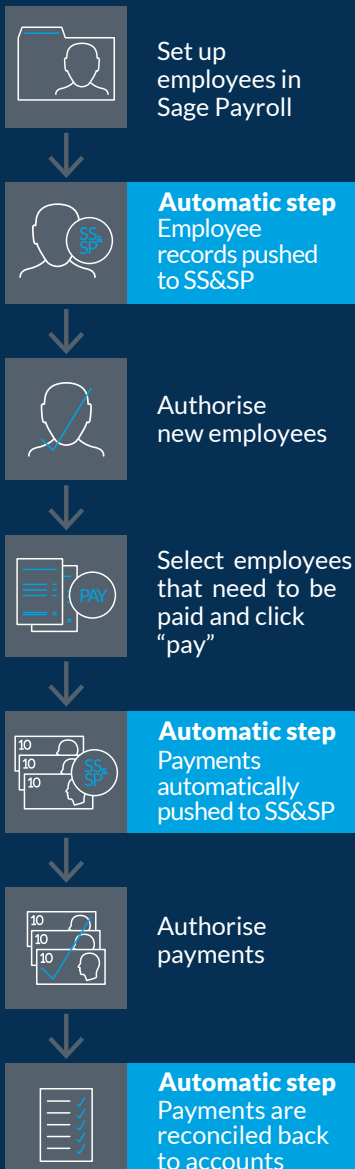 Set up
employees in
Sage Payroll
Automatic step
SS&
SP
Employee
records pushed
to SS&SP
Authorise
new employees
PAY
Select employees
that need to be
paid and click
“pay”
Automatic step
10
10
10
SS&
SP
Payments
automatically
pushed to SS&SP
10
10
10
Authorise
payments
Automatic step
Payments are
reconciled back
to accounts